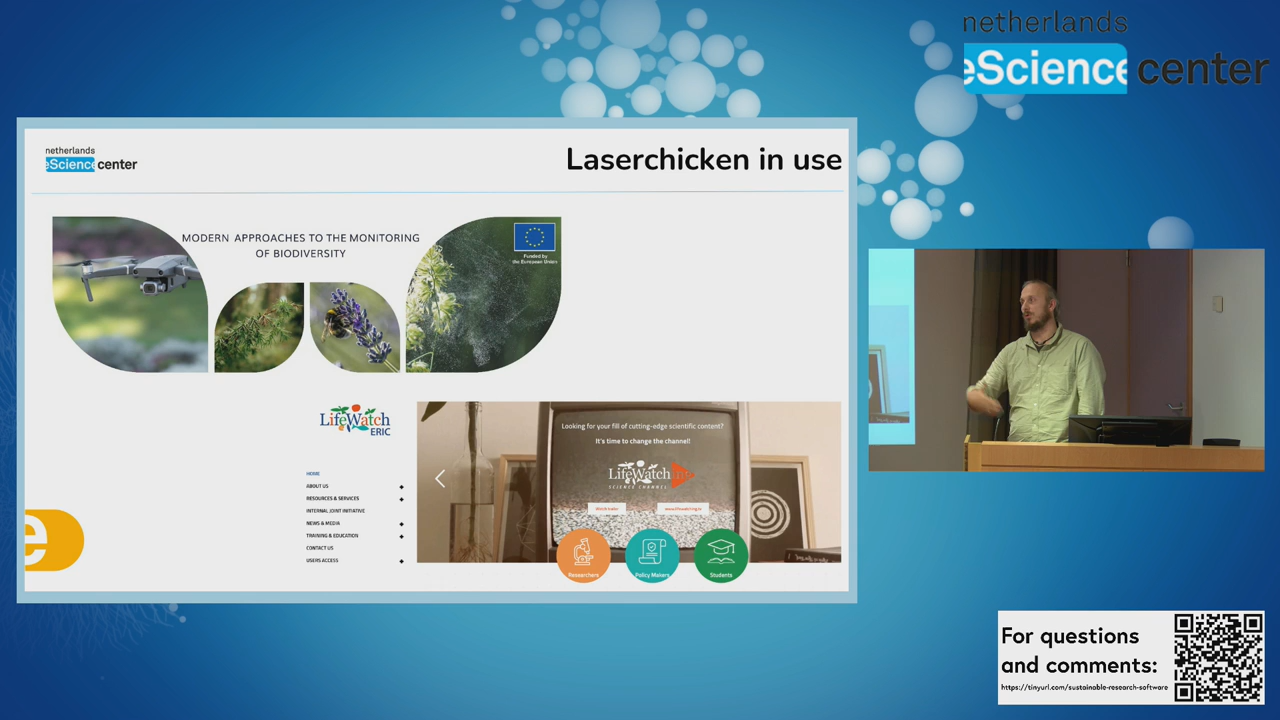 netherlands
eScience center
netherlands
eScience center
Laserchicken in use
MODERN APPROACHES TO THE MONITORING
OF BIODIVERSITY
Funded by
the European Union
LifeWatch
ERIC
HOME
ABOUT US
RESOURCES & SERVICES
INTERNAL JOINT INITIATIVE
NEWS & MEDIA
TRAINING & EDUCATION
CONTACT US
USERS ACCESS
Looking for your fill of cutting-edge scientific content?
It's time to change the channel!
LifeWatch
SCIENCE CHANNEL
Researchers
Policy Makers
Students
e
For questions
and comments:
https://tinyurl.com/sustainable-research-software